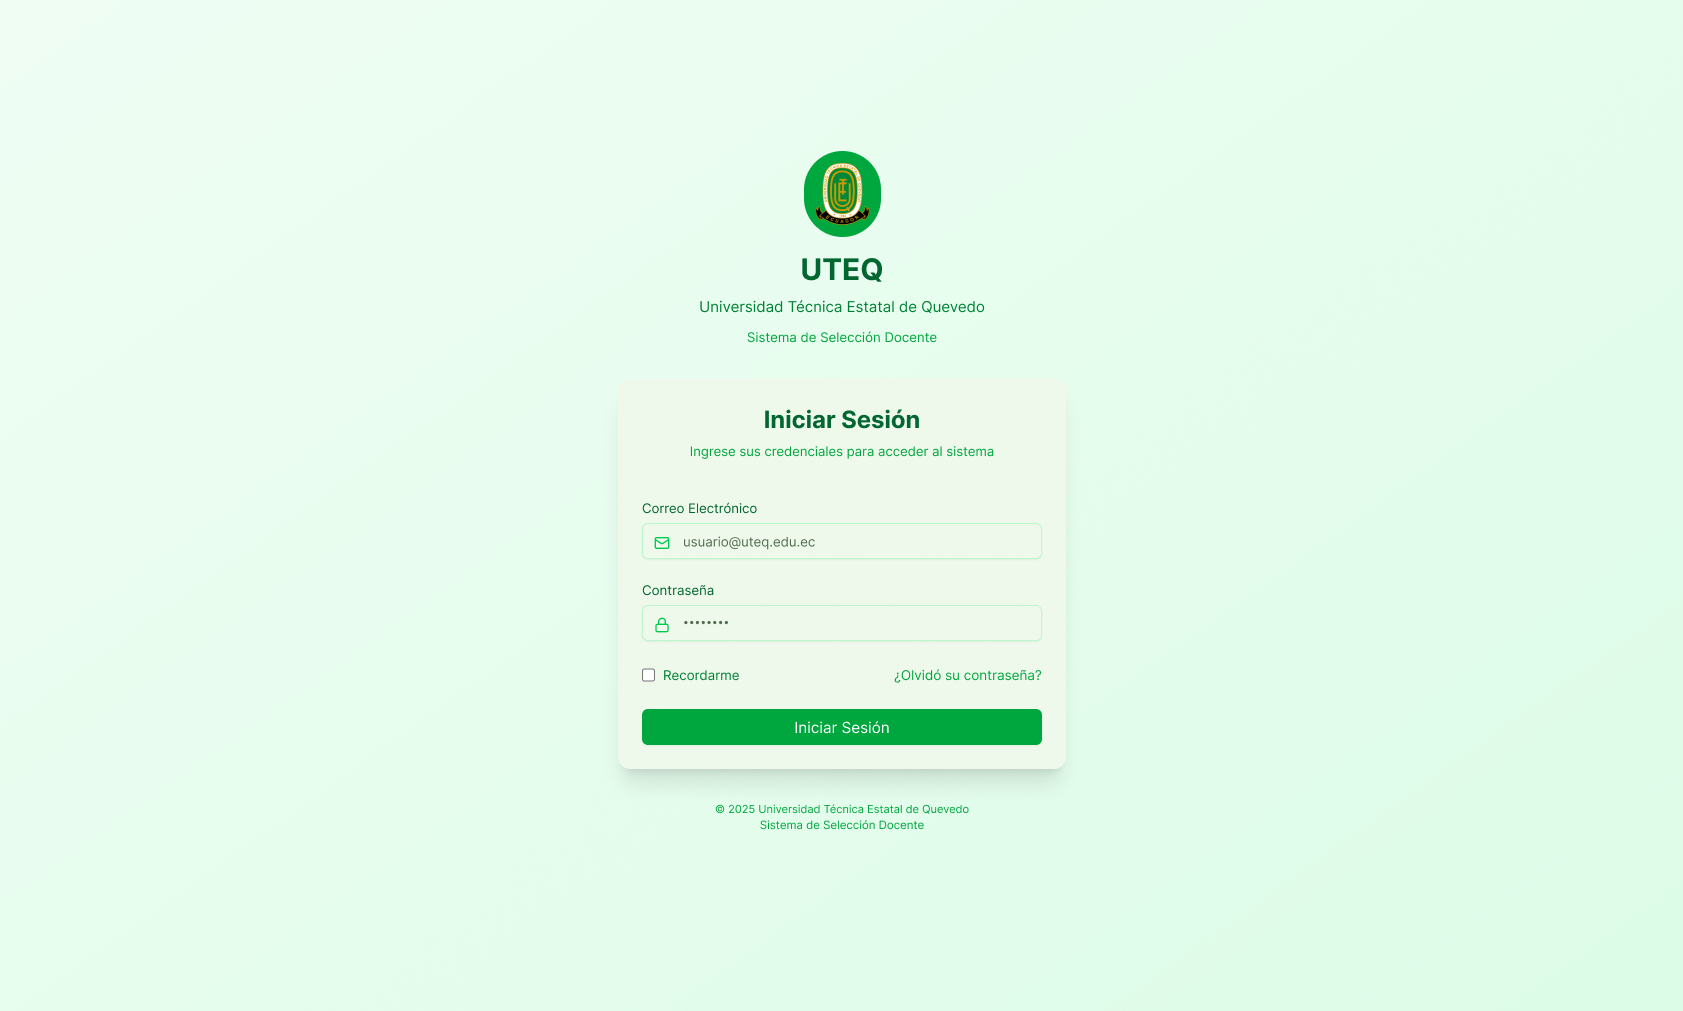 UTEQ
Universidad Técnica Estatal de Quevedo
Sistema de Selección Docente
Iniciar Sesión
Ingrese sus credenciales para acceder al sistema
Correo Electrónico
usuario@uteq.edu.ec
Contraseña
••••••••
Recordarme
¿Olvidó su contraseña?
Iniciar Sesión
© 2025 Universidad Técnica Estatal de Quevedo
Sistema de Selección Docente